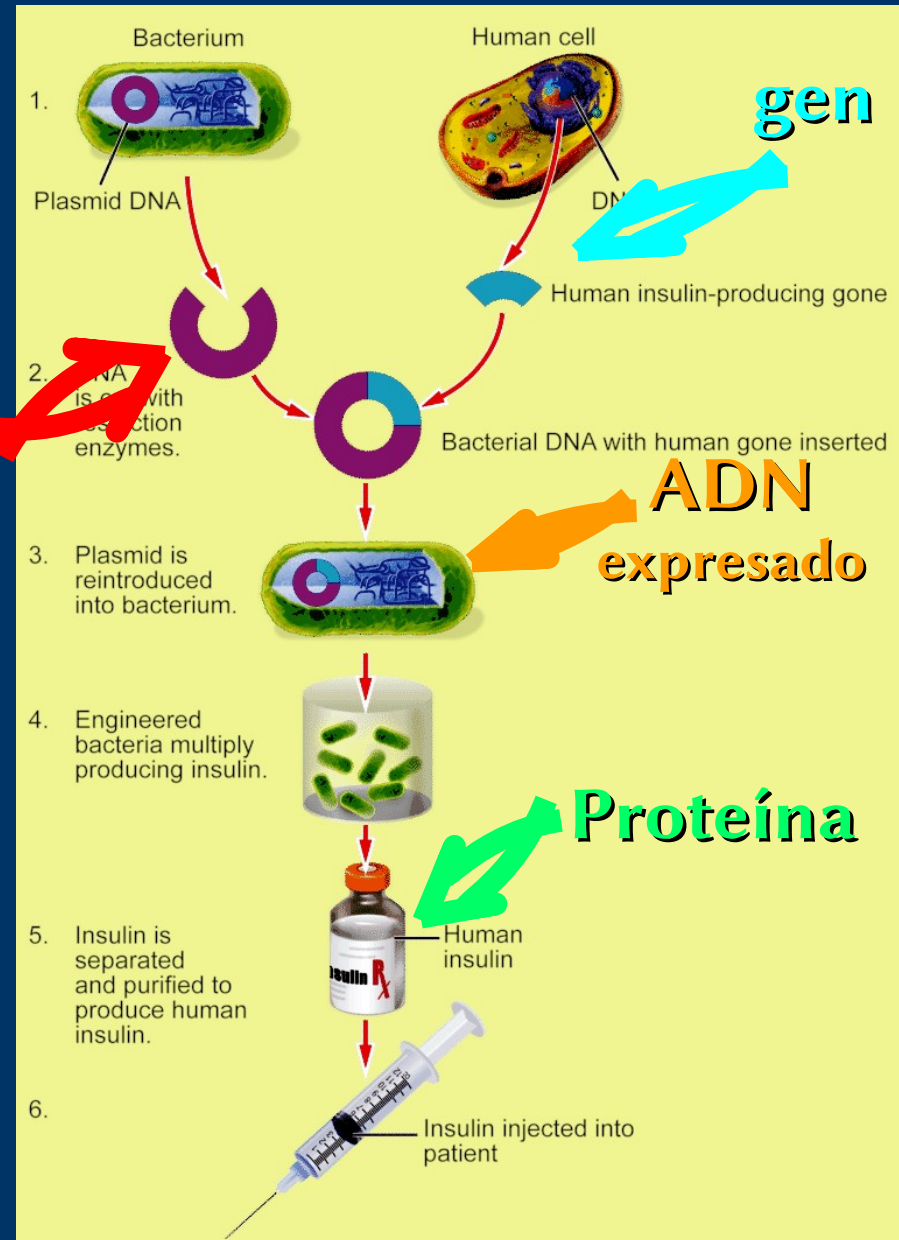 Bacterium
Human cell
1.
gen
Plasmid DNA
Human insulin-producing gone
2.
is with
enzymes.
Bacterial DNA with human gone inserted
ADN
expresado
3. Plasmid is
reintroduced
into bacterium.
4. Engineered
bacteria multiply
producing insulin.
Proteína
5. Insulin is
separated
and purified to
produce human
insulin.
Human
insulin
Rx
6.
Insulin injected into
patient